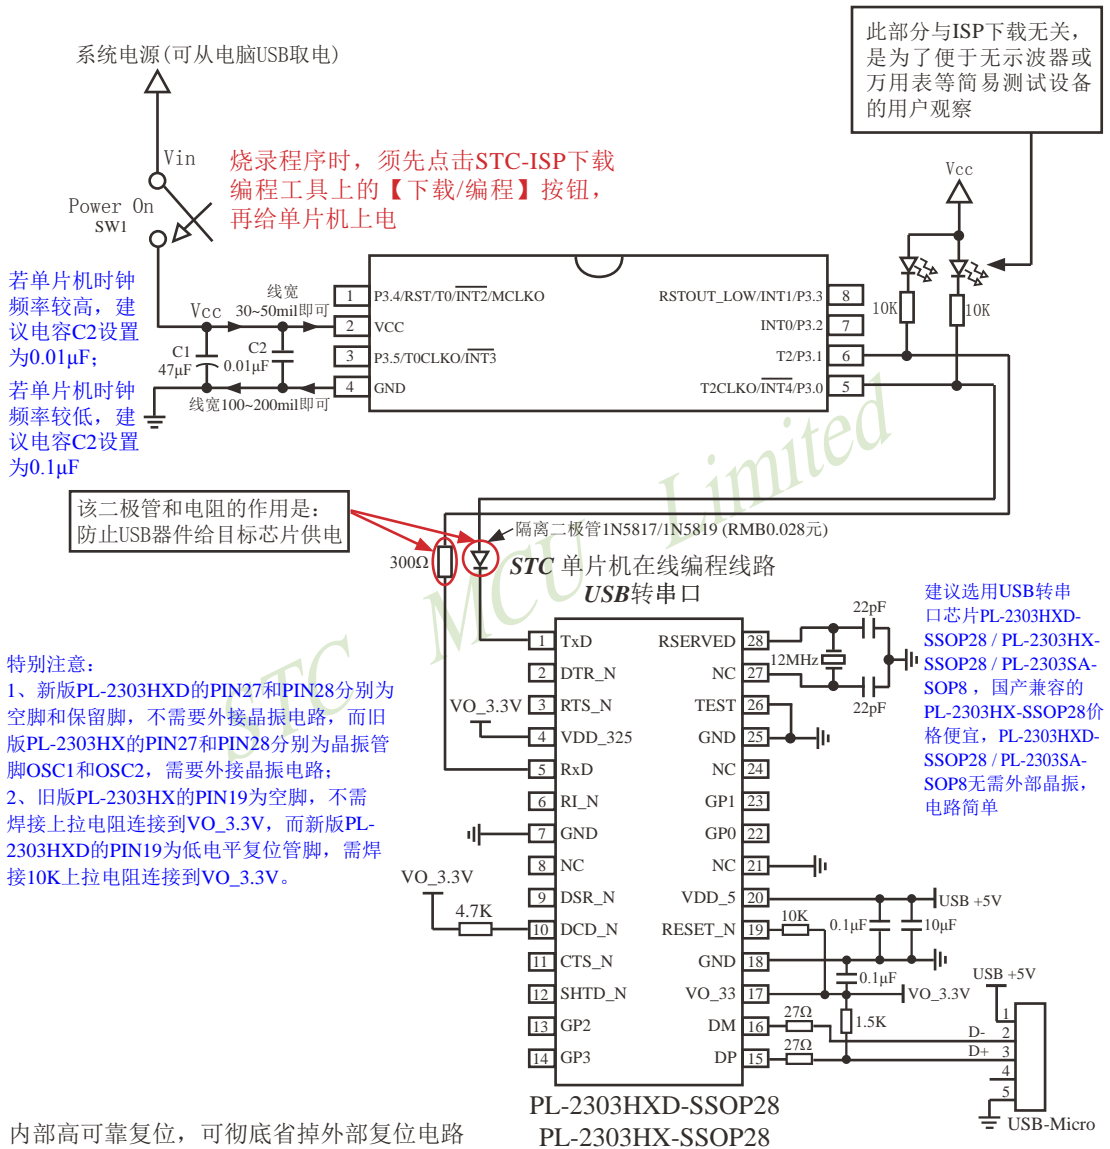 系统电源(可从电脑USB取电)
此部分与ISP下载无关，
是为了便于无示波器或
万用表等简易测试设备
的用户观察
Vin
Power On
SW1
烧录程序时，须先点击STC-ISP下载
编程工具上的【下载/编程】按钮，
再给单片机上电
Vcc
若单片机时钟
频率较高，建
议电容C2设置
为0.01μF；
若单片机时钟
频率较低，建
议电容C2设置
为0.1μF
Vcc
线宽
30~50mil即可
C1
47μF
C2
0.01μF
线宽100~200mil即可
1 P3.4/RST/T0/INT2/MCLKO
2 VCC
3 P3.5/T0CLKO/INT3
4 GND
RSTOUT_LOW/INT1/P3.3 8
INT0/P3.2 7
T2/P3.1 6
T2CLKO/INT4/P3.0 5
10K
10K
该二极管和电阻的作用是：
防止USB器件给目标芯片供电
300Ω
隔离二极管1N5817/1N5819 (RMB0.028元)
STC 单片机在线编程线路
USB转串口
STC MCU Limited
特别注意：
1、新版PL-2303HXD的PIN27和PIN28分别为
空脚和保留脚，不需要外接晶振电路，而旧
版PL-2303HX的PIN27和PIN28分别为晶振管
脚OSC1和OSC2，需要外接晶振电路；
2、旧版PL-2303HX的PIN19为空脚，不需
焊接上拉电阻连接到VO_3.3V，而新版PL-
2303HXD的PIN19为低电平复位管脚，需焊
接10K上拉电阻连接到VO_3.3V。
VO_3.3V
VO_3.3V
4.7K
1 TxD
2 DTR_N
3 RTS_N
4 VDD_325
5 RxD
6 RI_N
7 GND
8 NC
9 DSR_N
10 DCD_N
11 CTS_N
12 SHTD_N
13 GP2
14 GP3
RSERVED 28
NC 27
TEST 26
GND 25
NC 24
GP1 23
GP0 22
NC 21
VDD_5 20
RESET_N 19
GND 18
VO_33 17
DM 16
DP 15
22pF
12MHz
22pF
建议选用USB转串
口芯片PL-2303HXD-
SSOP28 / PL-2303HX-
SSOP28 / PL-2303SA-
SOP8 ，国产兼容的
PL-2303HX-SSOP28价
格便宜，PL-2303HXD-
SSOP28 / PL-2303SA-
SOP8无需外部晶振，
电路简单
USB +5V
0.1μF
10μF
10K
0.1μF
VO_3.3V
27Ω
1.5K
27Ω
USB +5V
D-
D+
1
2
3
4
5
USB-Micro
PL-2303HXD-SSOP28
PL-2303HX-SSOP28
内部高可靠复位，可彻底省掉外部复位电路